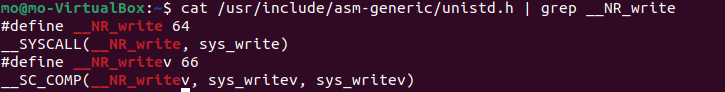 mo@mo-VirtualBox:~$ cat /usr/include/asm-generic/unistd.h | grep __NR_write
#define __NR_write 64
__SYSCALL(__NR_write, sys_write)
#define __NR_writev 66
__SC_COMP(__NR_writev, sys_writev, sys_writev)